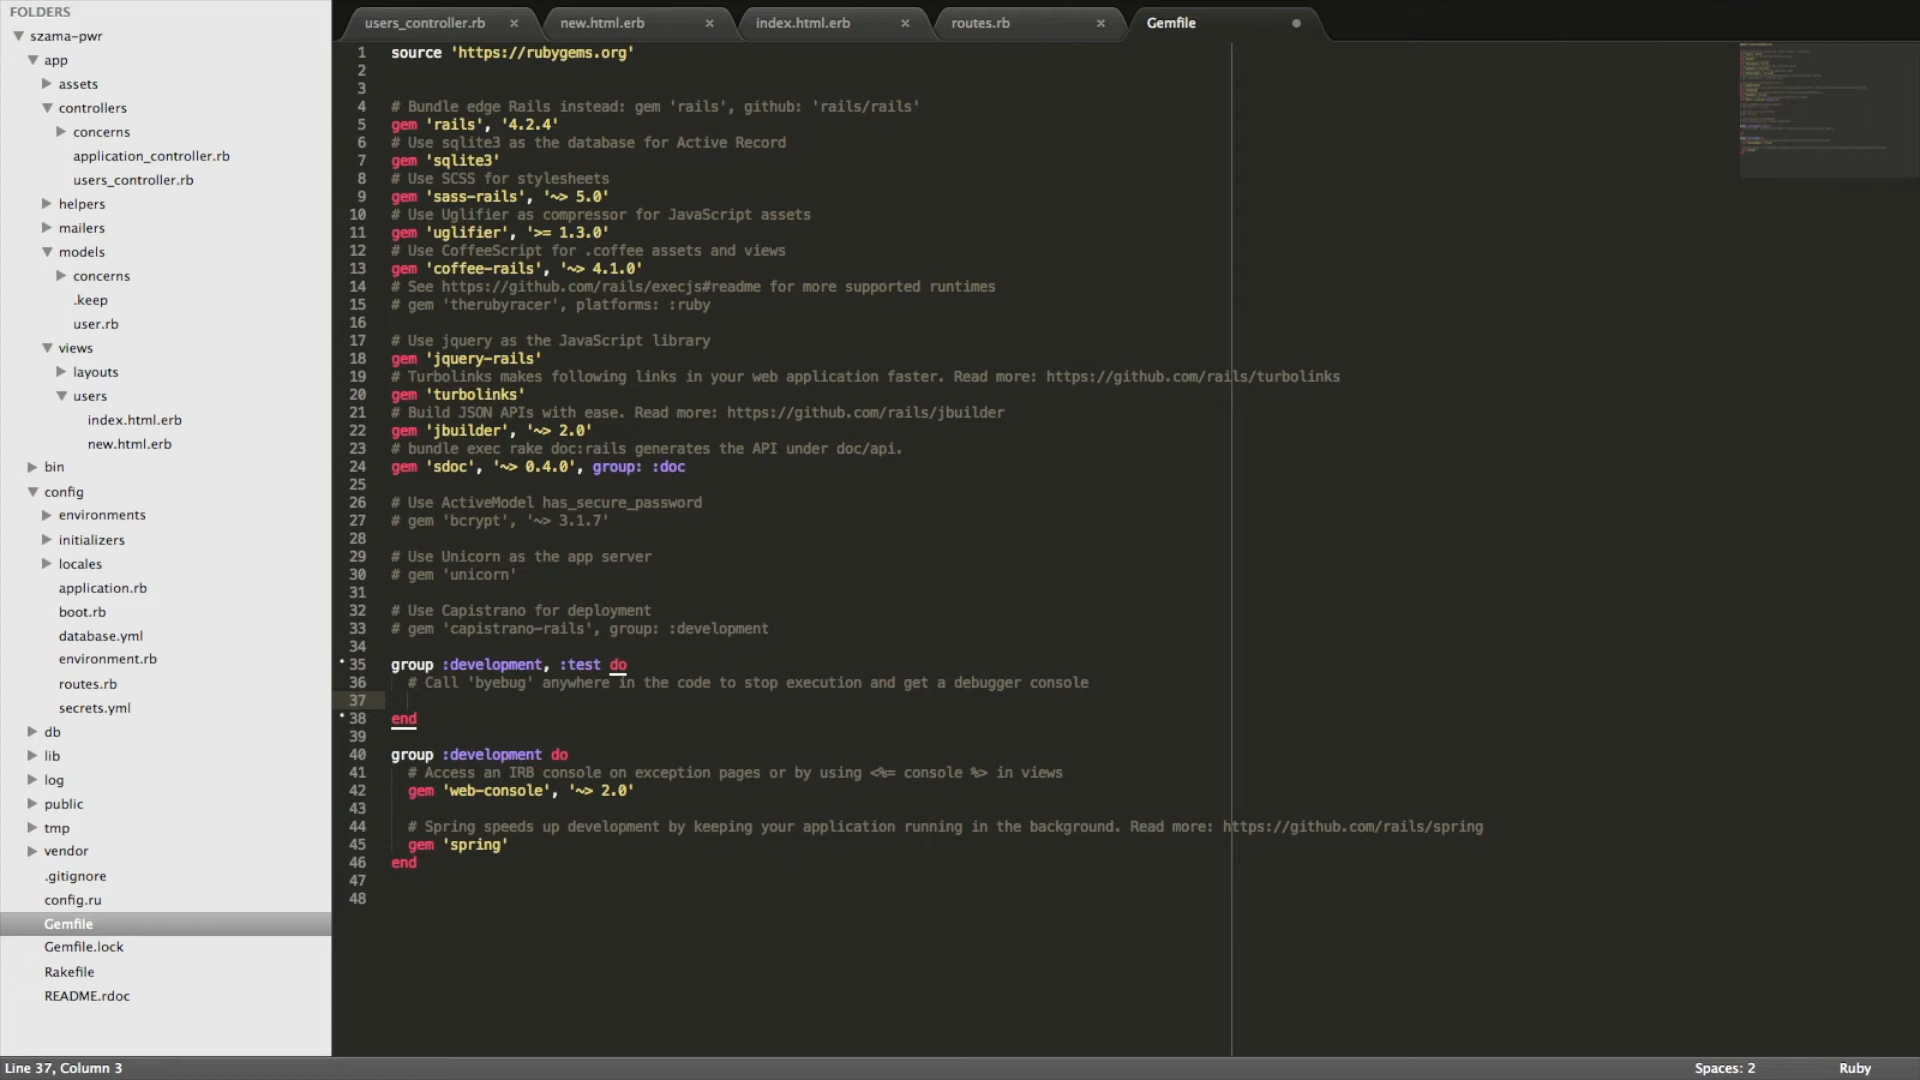 FOLDERS
szama-pwr
app
assets
controllers
concerns
application_controller.rb
users_controller.rb
helpers
mailers
models
concerns
.keep
user.rb
views
layouts
users
index.html.erb
new.html.erb
bin
config
environments
initializers
locales
application.rb
boot.rb
database.yml
environment.rb
routes.rb
secrets.yml
db
lib
log
public
tmp
vendor
.gitignore
config.ru
Gemfile
Gemfile.lock
Rakefile
README.rdoc
users_controller.rb × new.html.erb × index.html.erb × routes.rb × Gemfile
1 source 'https://rubygems.org'
2
3
4 # Bundle edge Rails instead: gem 'rails', github: 'rails/rails'
5 gem 'rails', '4.2.4'
6 # Use sqlite3 as the database for Active Record
7 gem 'sqlite3'
8 # Use SCSS for stylesheets
9 gem 'sass-rails', '~> 5.0'
10 # Use Uglifier as compressor for JavaScript assets
11 gem 'uglifier', '>= 1.3.0'
12 # Use CoffeeScript for .coffee assets and views
13 gem 'coffee-rails', '~> 4.1.0'
14 # See https://github.com/rails/execjs#readme for more supported runtimes
15 # gem 'therubyracer', platforms: :ruby
16
17 # Use jquery as the JavaScript library
18 gem 'jquery-rails'
19 # Turbolinks makes following links in your web application faster. Read more: https://github.com/rails/turbolinks
20 gem 'turbolinks'
21 # Build JSON APIs with ease. Read more: https://github.com/rails/jbuilder
22 gem 'jbuilder', '~> 2.0'
23 # bundle exec rake doc:rails generates the API under doc/api.
24 gem 'sdoc', '~> 0.4.0', group: :doc
25
26 # Use ActiveModel has_secure_password
27 # gem 'bcrypt', '~> 3.1.7'
28
29 # Use Unicorn as the app server
30 # gem 'unicorn'
31
32 # Use Capistrano for deployment
33 # gem 'capistrano-rails', group: :development
34
35 group :development, :test do
36 # Call 'byebug' anywhere in the code to stop execution and get a debugger console
37
38 end
39
40 group :development do
41 # Access an IRB console on exception pages or by using <%= console %> in views
42 gem 'web-console', '~> 2.0'
43
44 # Spring speeds up development by keeping your application running in the background. Read more: https://github.com/rails/spring
45 gem 'spring'
46 end
47
48
Line 37, Column 3
Spaces: 2
Ruby